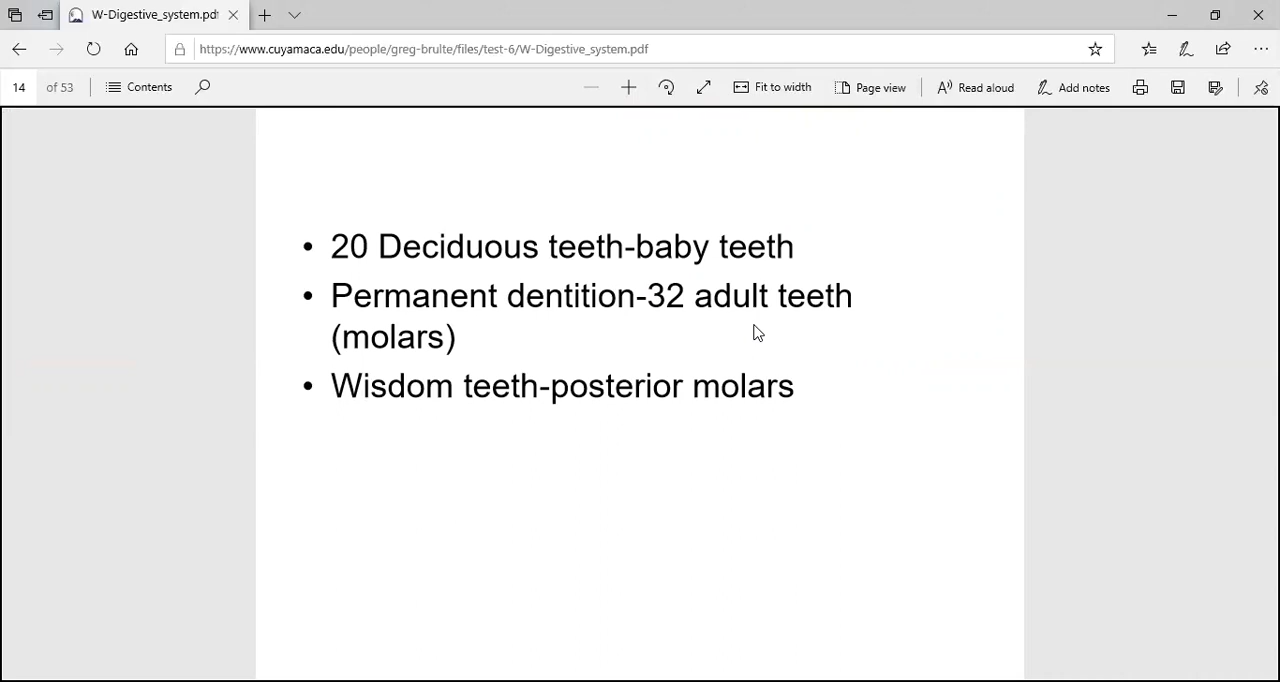 W-Digestive_system.pdf
https://www.cuyamaca.edu/people/greg-brulte/files/test-6/W-Digestive_system.pdf
14 of 53 Contents Fit to width Page view Read aloud Add notes
• 20 Deciduous teeth-baby teeth
• Permanent dentition-32 adult teeth
(molars)
• Wisdom teeth-posterior molars